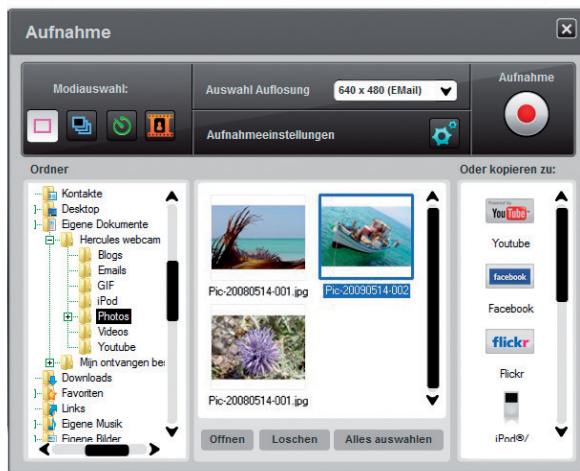 Aufnahme
Modiauswahl:
Auswahl Auflosung
640 x 480 (EMail)
Aufnahme
Aufnahmeeinstellungen
Ordner
Oder kopieren zu:
Kontakte
Desktop
Eigene Dokumente
Hercules webcam
Blogs
Emails
GIF
iPod
Photos
Videos
Youtube
Mijn ontvangen be
Downloads
Favoriten
Links
Eigene Musik
Eigene Bilder
Pic-20080514-001.jpg
Pic-20090514-002
Pic-20080514-001.jpg
Offnen
Loschen
Alles auswahlen
Powered by
YouTube
Youtube
facebook
Facebook
flickr
Flickr
iPod®/